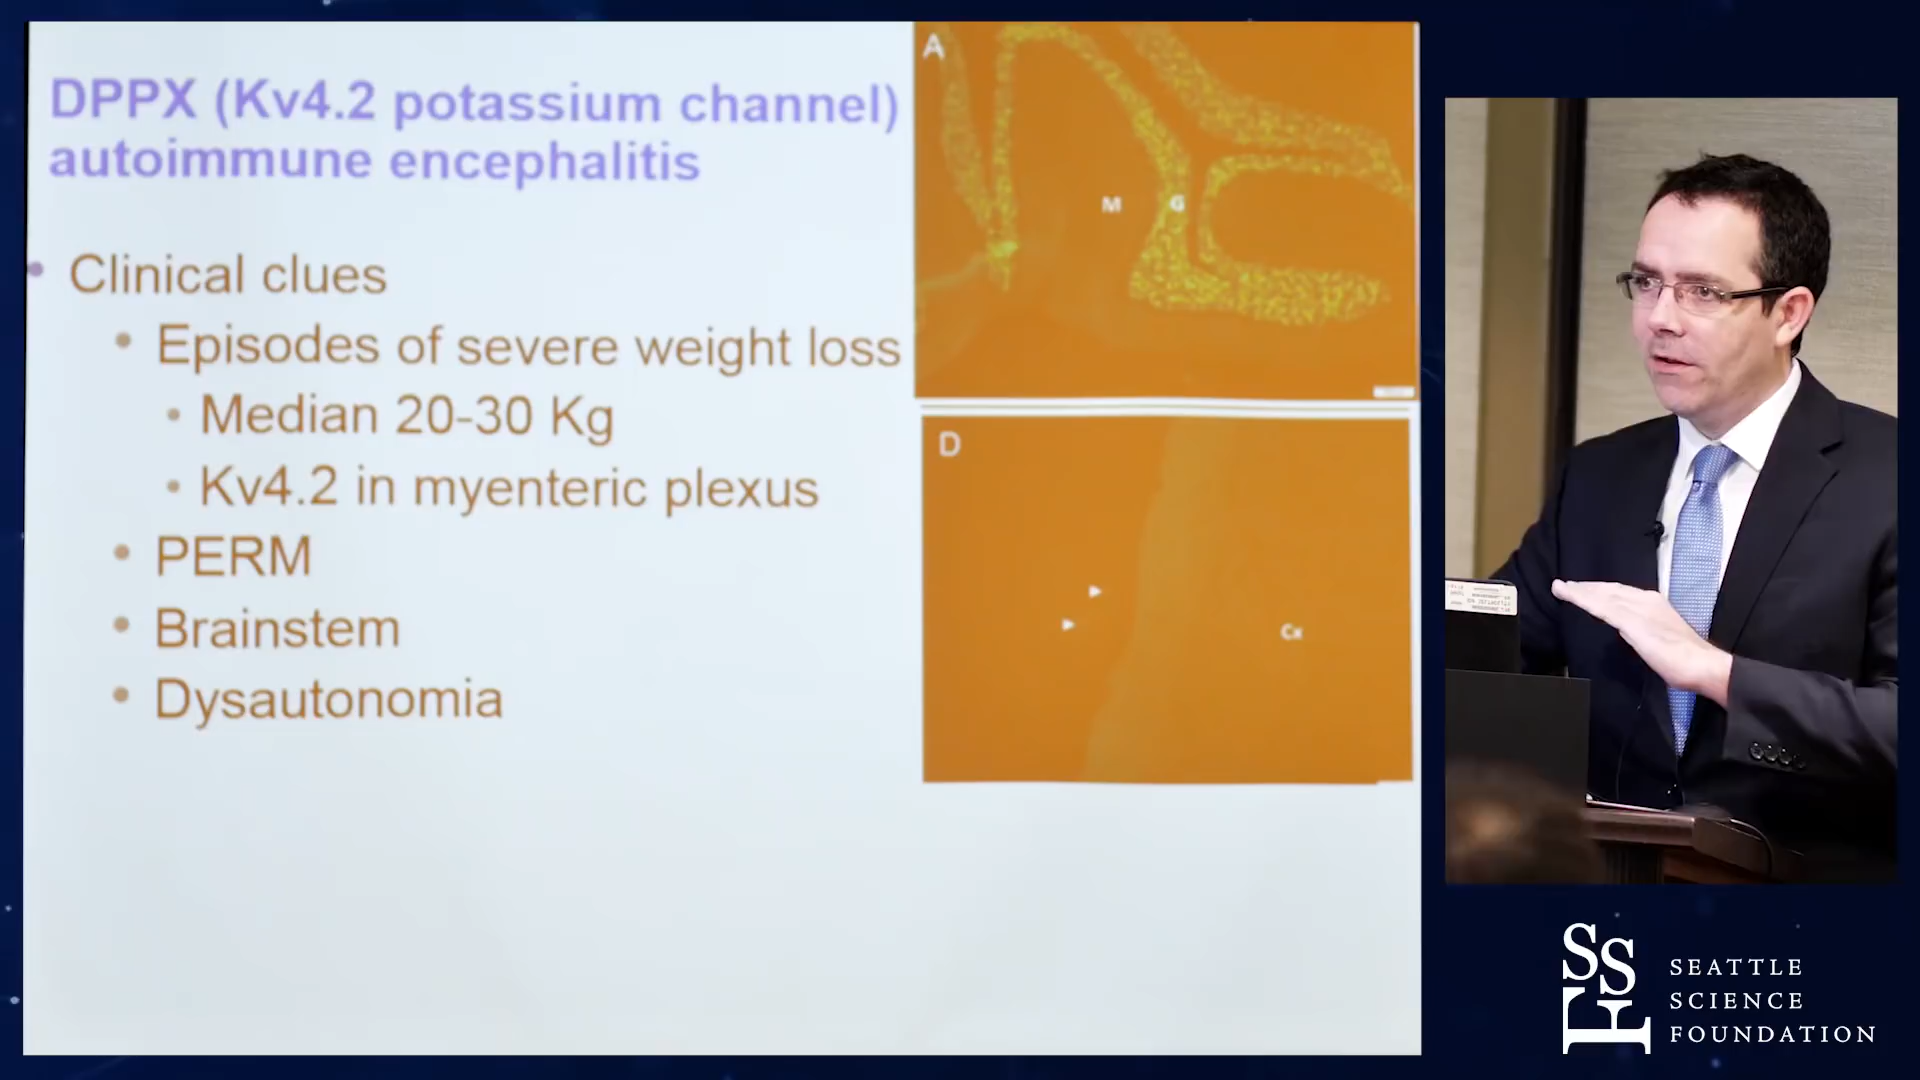 DPPX (Kv4.2 potassium channel)
autoimmune encephalitis
Clinical clues
Episodes of severe weight loss
Median 20-30 Kg
Kv4.2 in myenteric plexus
PERM
Brainstem
Dysautonomia
A
M G
D
Cx
SSF
SEATTLE
SCIENCE
FOUNDATION